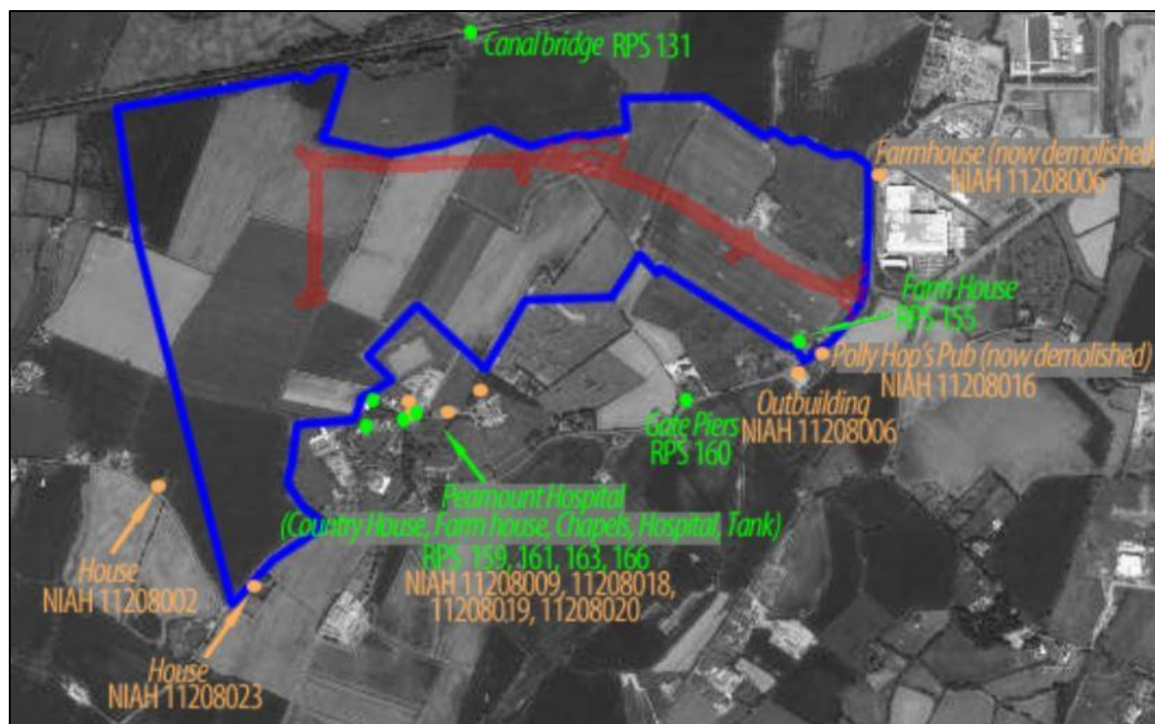 Canal bridge RPS 131
Farmhouse (now demolished)
NIAH 11208006
Farm House
RPS 155
Polly Hop's Pub (now demolished)
NIAH 11208016
Outbuilding
NIAH 11208006
Gate Piers
RPS 160
Peamount Hospital
(Country House, Farm house, Chapels, Hospital, Tank)
RPS 159, 161, 163, 166
NIAH 11208009, 11208018,
11208019, 11208020
House
NIAH 11208002
House
NIAH 11208023